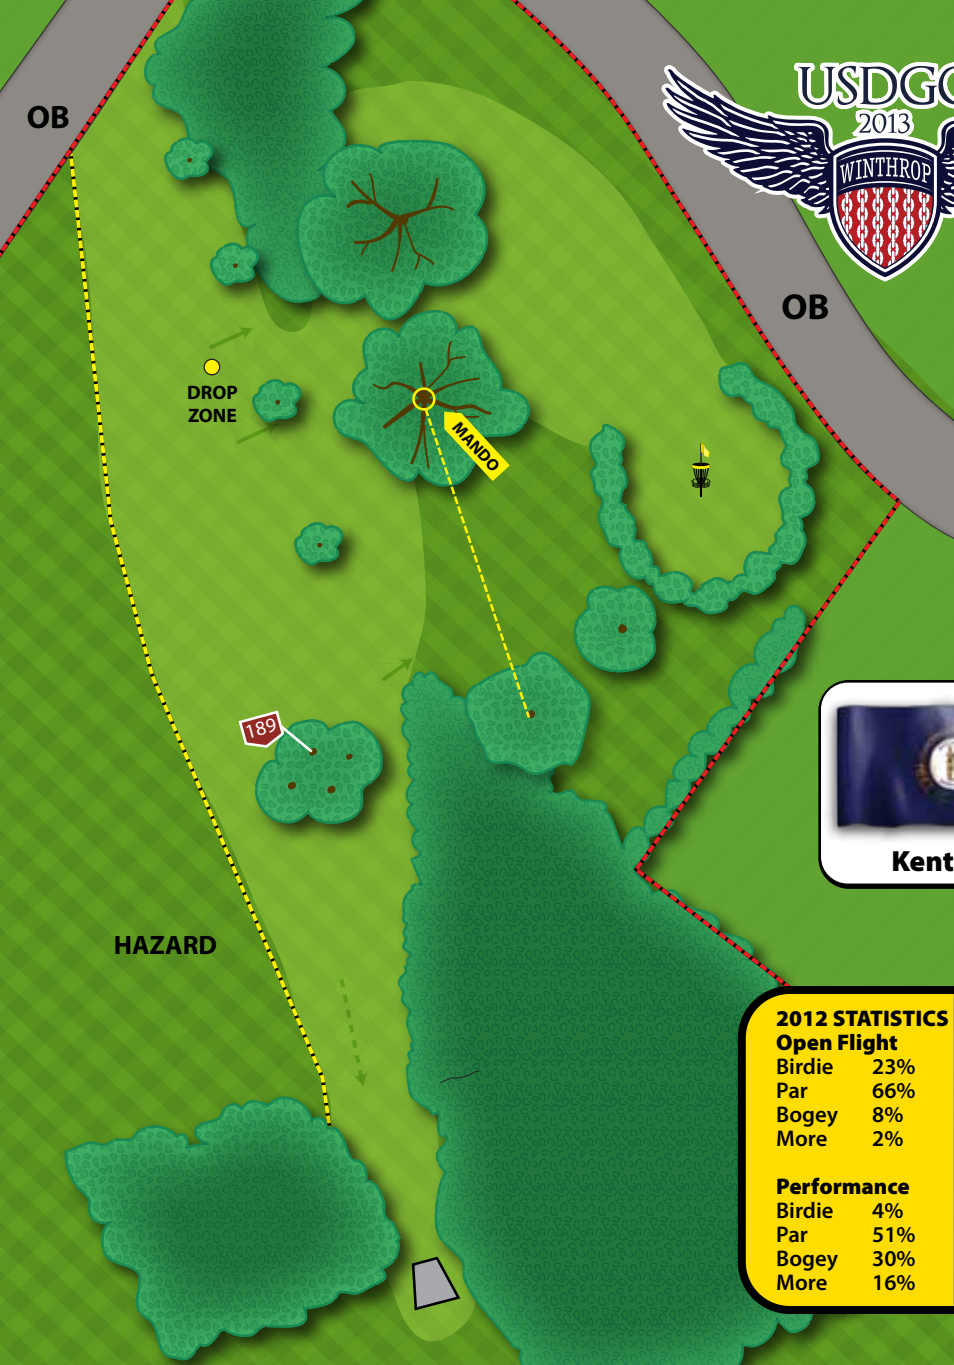 OB
USDGC
2013
WINTHROP
OB
DROP
ZONE
MANDO
189
Kent
HAZARD
2012 STATISTICS
Open Flight
Birdie 23%
Par 66%
Bogey 8%
More 2%
Performance
Birdie 4%
Par 51%
Bogey 30%
More 16%